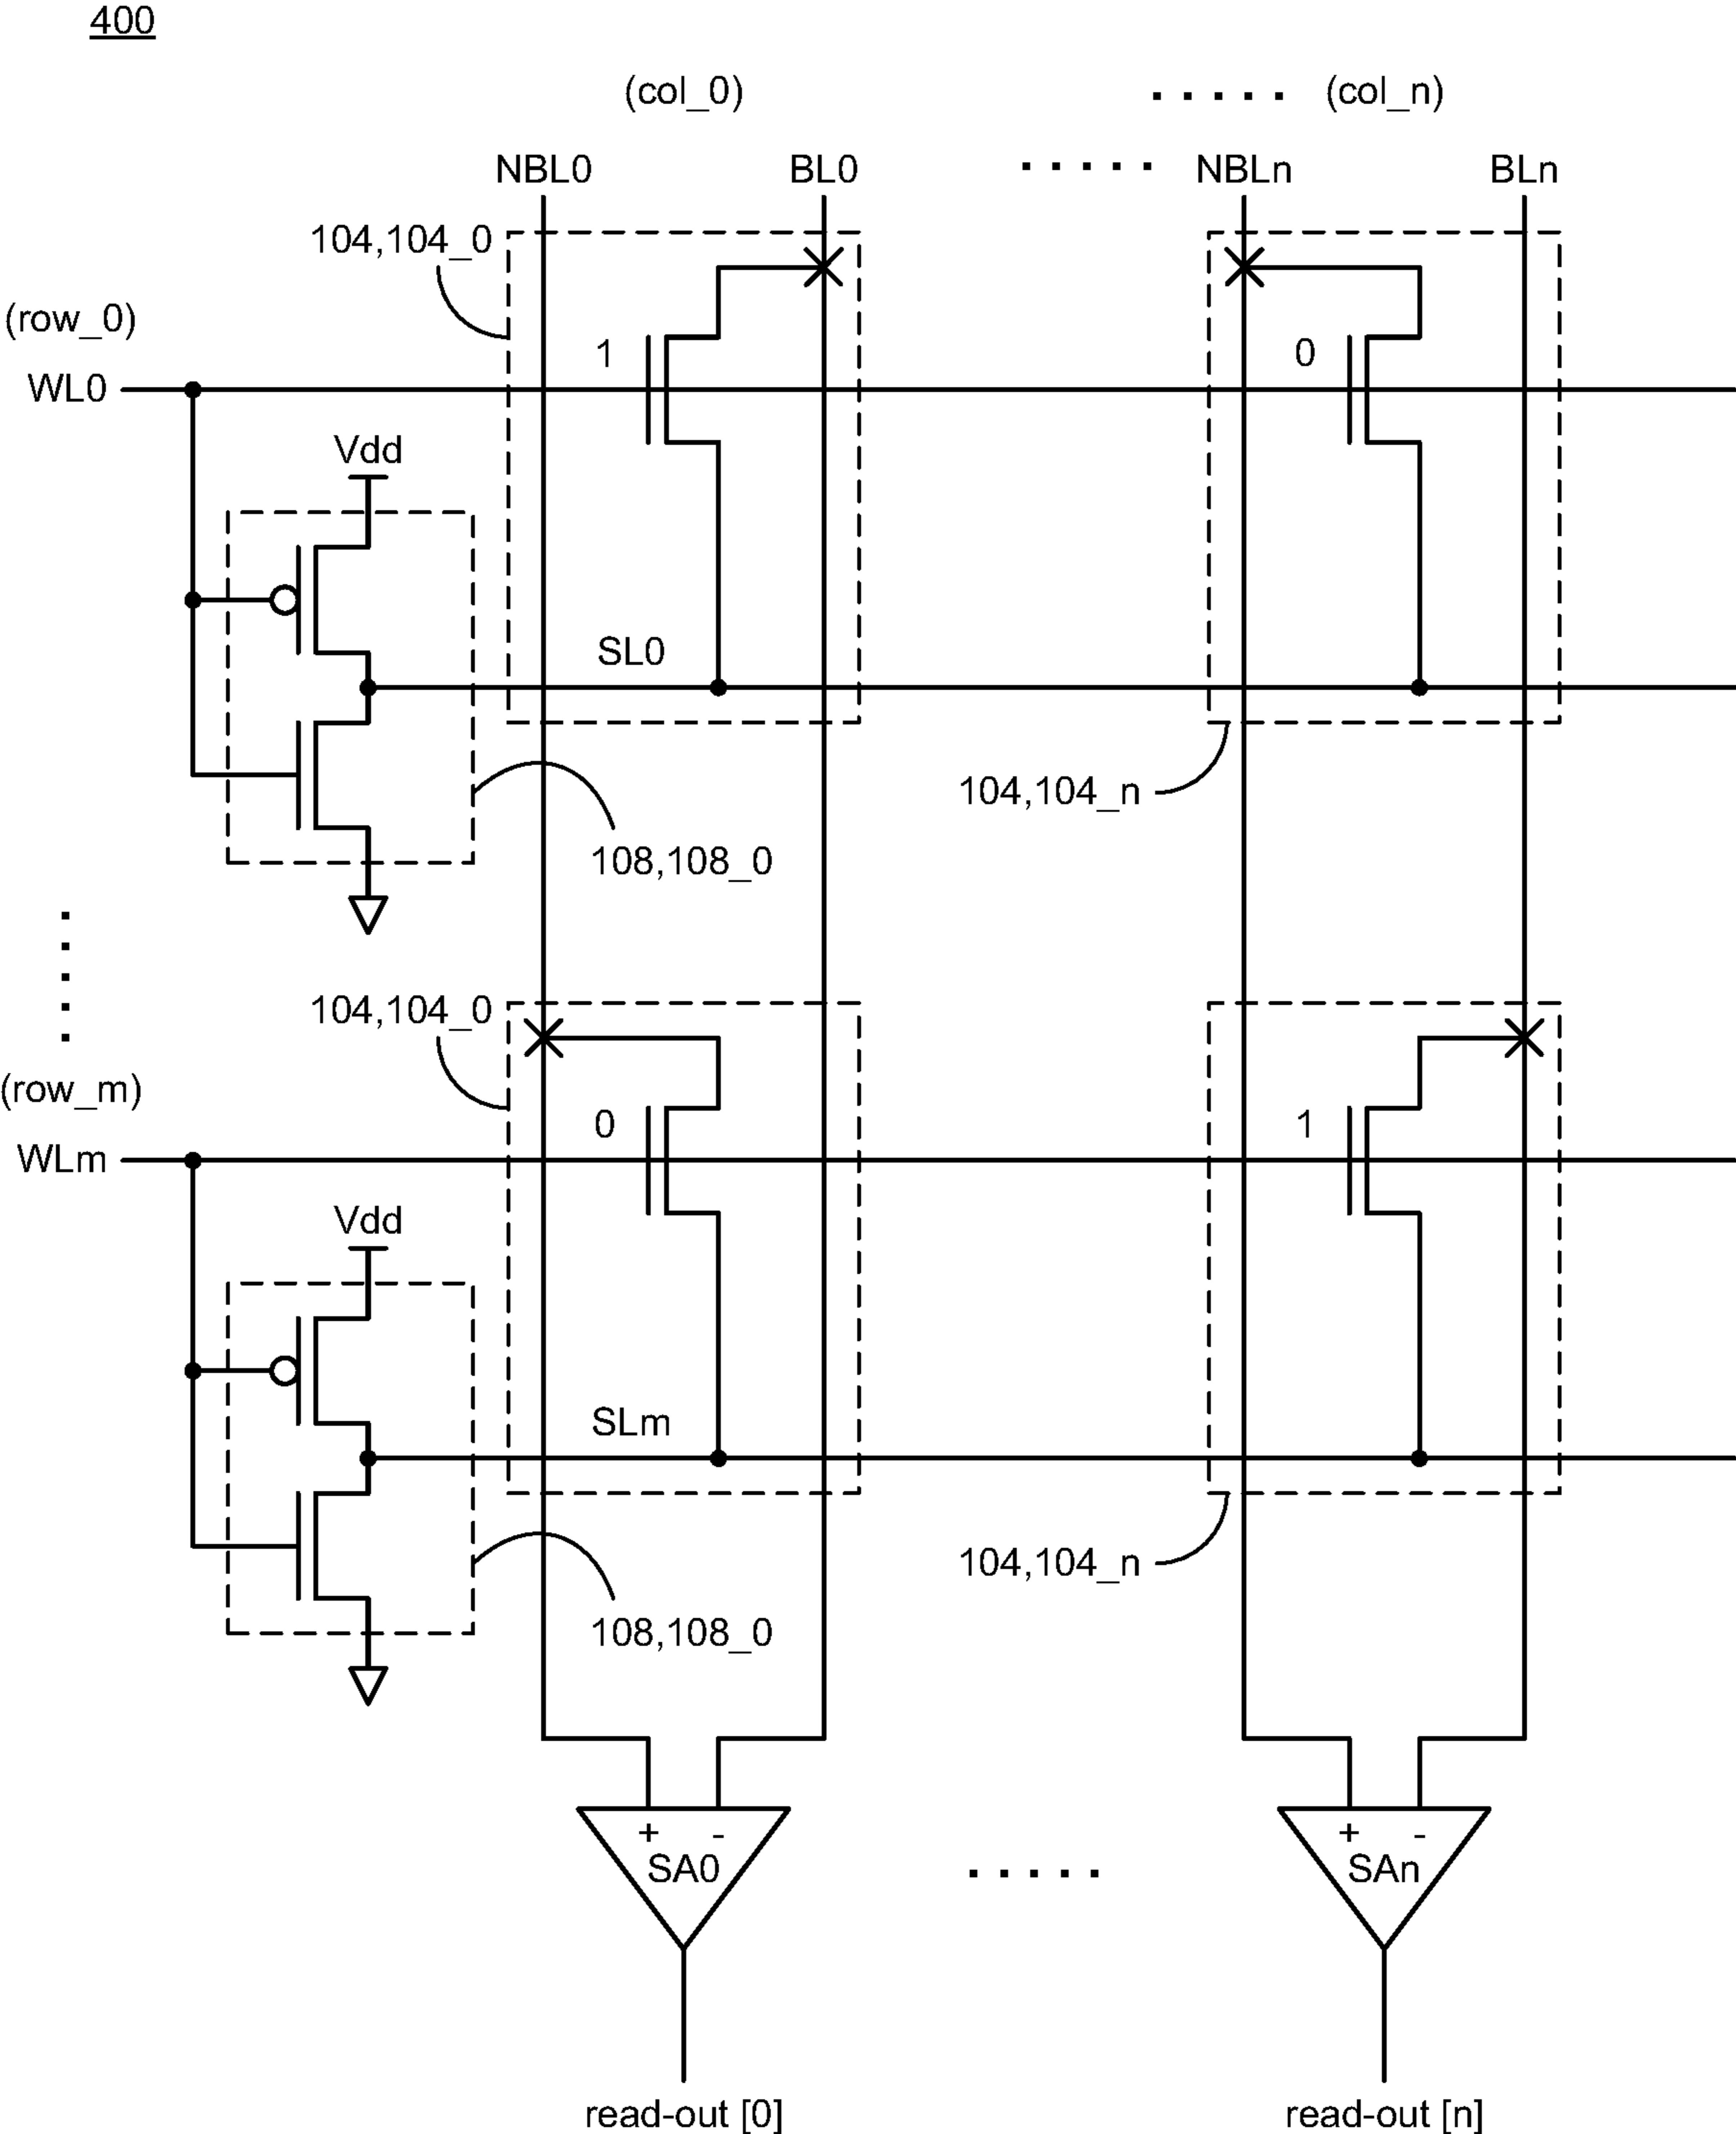 400
(col_0) ..... (col_n)
NBL0 BL0 ..... NBLn BLn
104,104_0
(row_0)
1 0
WL0
Vdd
SL0
104,104_n
108,108_0
104,104_0
(row_m)
0 1
WLm
Vdd
SLm
104,104_n
108,108_0
+ - + -
SA0 ..... SAn
read-out [0] read-out [n]